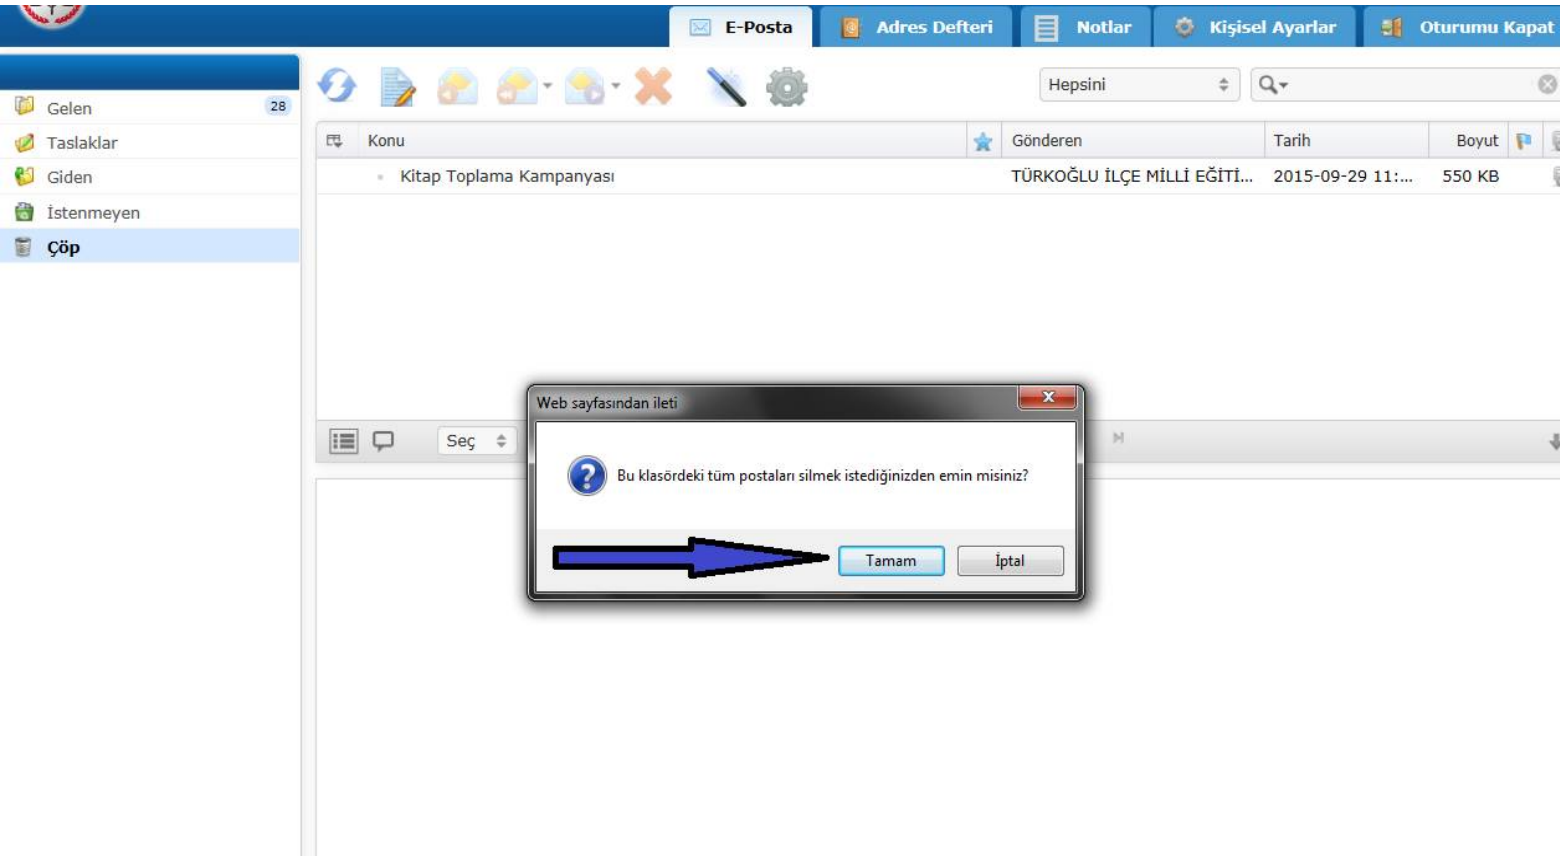 E-Posta
Adres Defteri
Notlar
Kişisel Ayarlar
Oturumu Kapat
Gelen 28
Taslaklar
Giden
İstenmeyen
Çöp
Hepsini
Konu
Gönderen
Tarih
Boyut
Kitap Toplama Kampanyası
TÜRKOĞLU İLÇE MİLLİ EĞİTİ...
2015-09-29 11:...
550 KB
Seç
Web sayfasından ileti
Bu klasördeki tüm postaları silmek istediğinizden emin misiniz?
Tamam
İptal